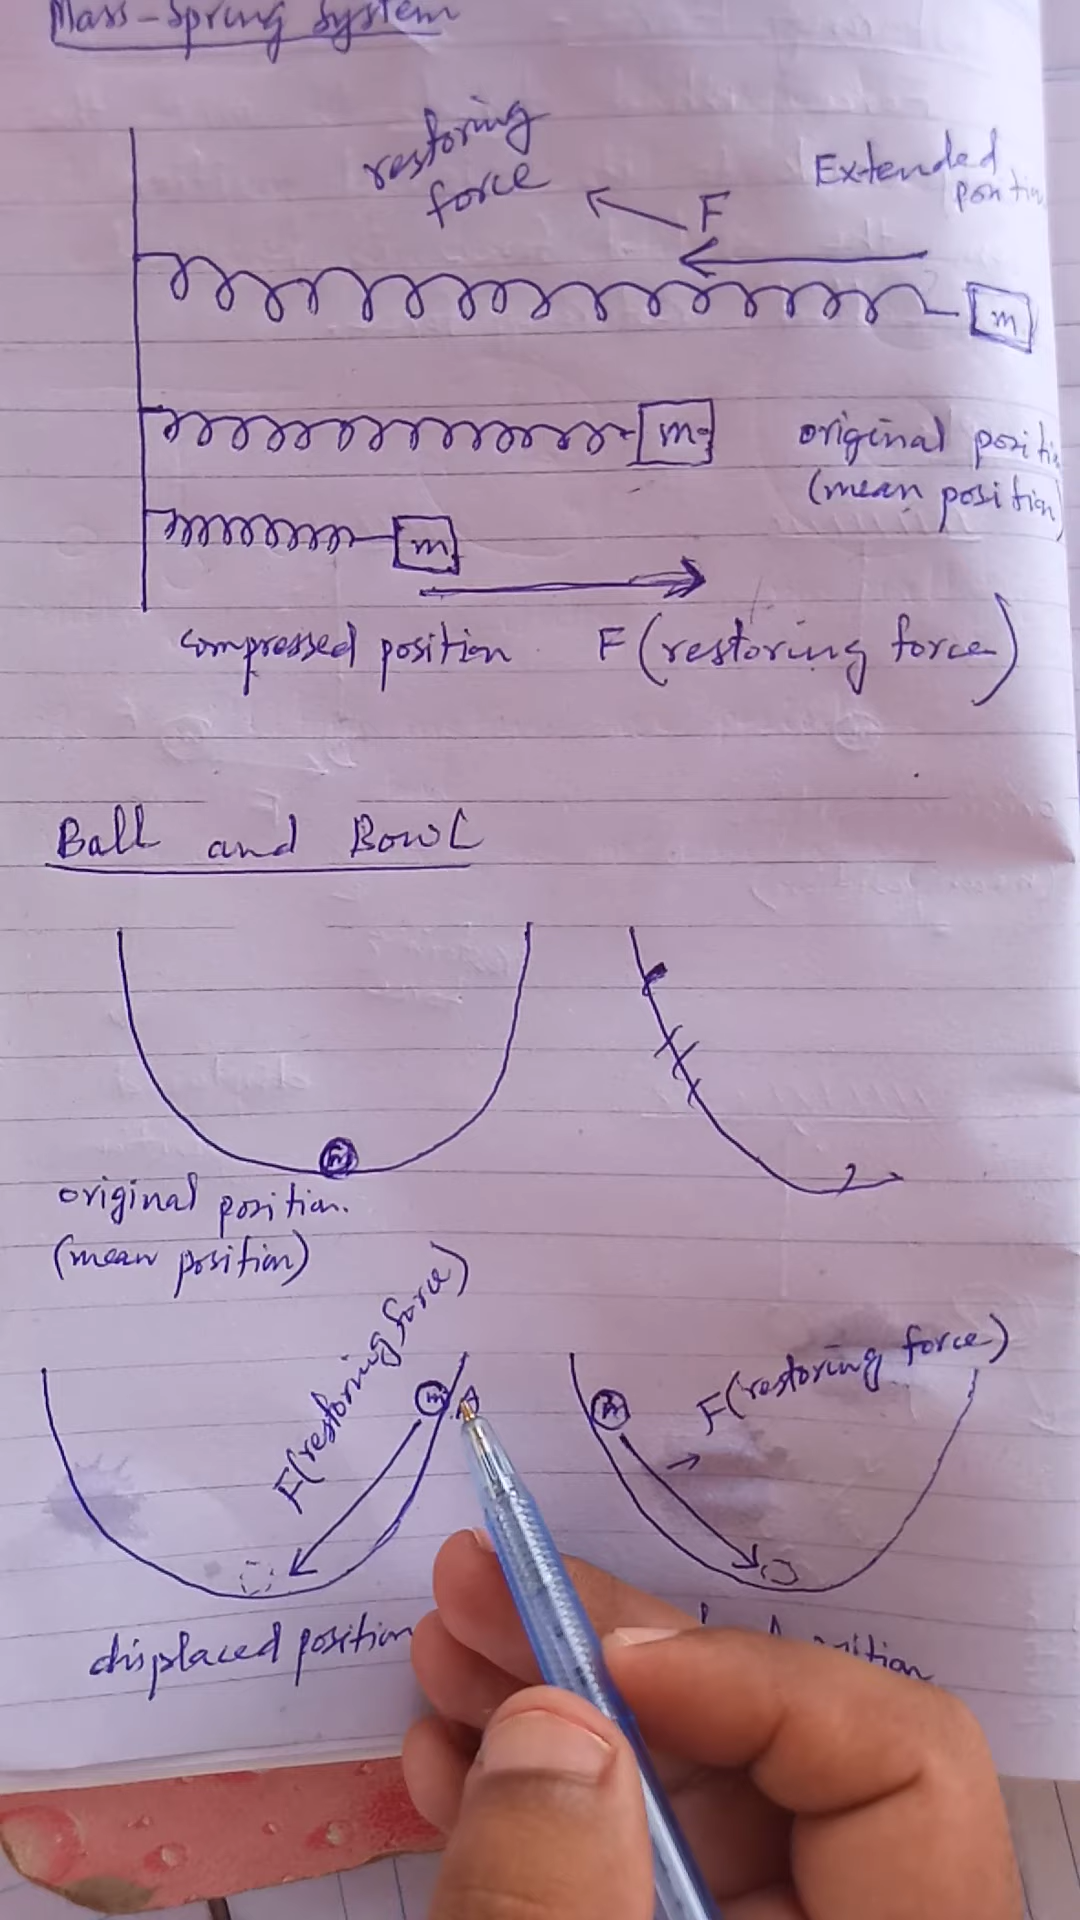 Mass-Spring System
restoring
force
F
Extended
m
m
original
(mean position)
m
compressed position
F (restoring force)
Ball and Bowl
m
original position.
(mean position)
F(restoring force)
m
m
F(restoring force)
displaced position